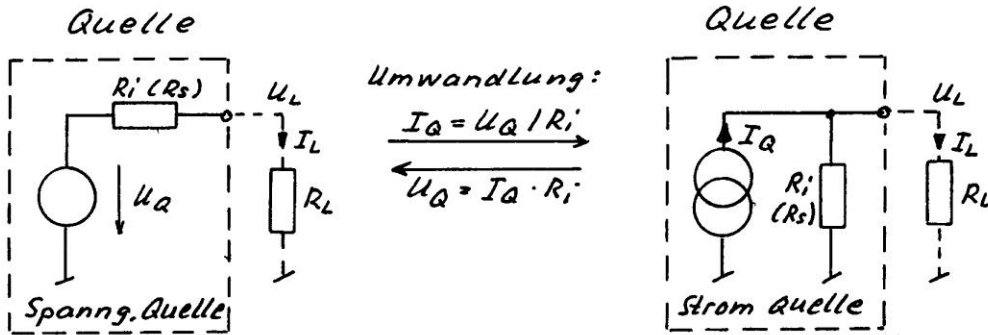 Quelle
Ri (Rs)
UL
IL
UQ
RL
Spanng. Quelle
Umwandlung:
IQ = UQ / Ri
UQ = IQ · Ri
Quelle
UL
IQ
IL
Ri
(Rs)
RL
Strom Quelle